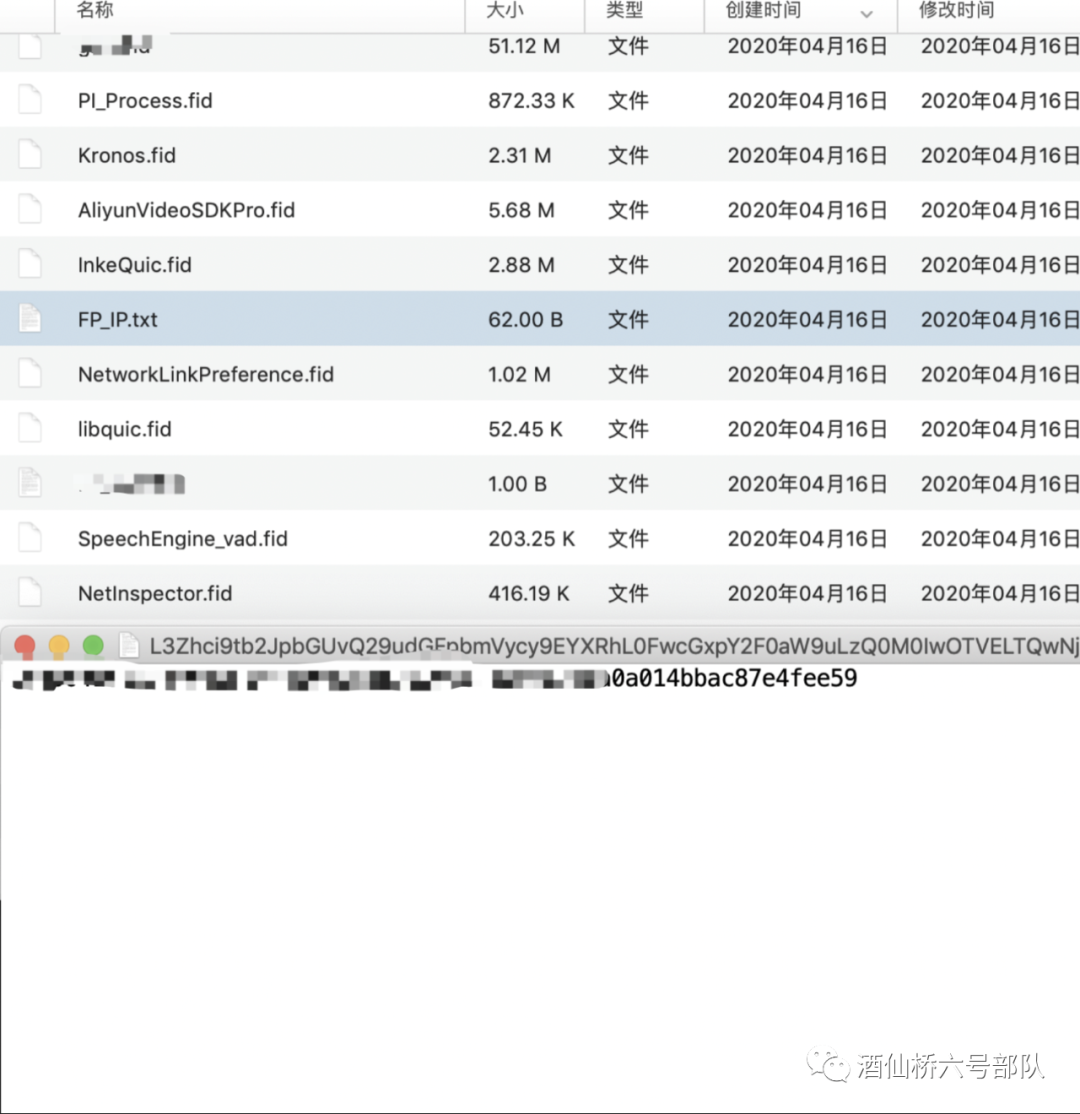 名称 大小 类型 创建时间 修改时间
51.12 M 文件 2020年04月16日 2020年04月16日
PI_Process.fid 872.33 K 文件 2020年04月16日 2020年04月16日
Kronos.fid 2.31 M 文件 2020年04月16日 2020年04月16日
AliyunVideoSDKPro.fid 5.68 M 文件 2020年04月16日 2020年04月16日
InkeQuic.fid 2.88 M 文件 2020年04月16日 2020年04月16日
FP_IP.txt 62.00 B 文件 2020年04月16日 2020年04月16日
NetworkLinkPreference.fid 1.02 M 文件 2020年04月16日 2020年04月16日
libquic.fid 52.45 K 文件 2020年04月16日 2020年04月16日
1.00 B 文件 2020年04月16日 2020年04月16日
SpeechEngine_vad.fid 203.25 K 文件 2020年04月16日 2020年04月16日
NetInspector.fid 416.19 K 文件 2020年04月16日 2020年04月16日
L3Zhci9tb2JpbGUvQ29udGFpbmVycy9EYXRhL0FwcGxpY2F0aW9uLzQ0M0IwOTVELTQwNj
0a014bbac87e4fee59
酒仙桥六号部队